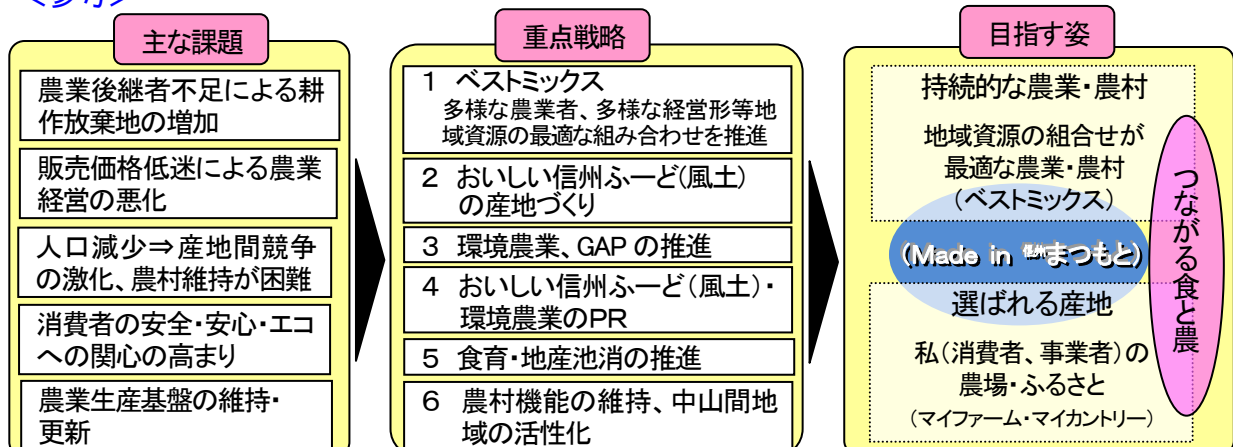 ＜参考＞
主な課題
農業後継者不足による耕
作放棄地の増加
販売価格低迷による農業
経営の悪化
人口減少⇒産地間競争
の激化、農村維持が困難
消費者の安全・安心・エコ
への関心の高まり
農業生産基盤の維持・
更新
重点戦略
1 ベストミックス
多様な農業者、多様な経営形等地
域資源の最適な組み合わせを推進
2 おいしい信州ふーど(風土)
の産地づくり
3 環境農業、GAP の推進
4 おいしい信州ふーど（風土）・
環境農業のPR
5 食育・地産池消の推進
6 農村機能の維持、中山間地
域の活性化
目指す姿
持続的な農業・農村
地域資源の組合せが
最適な農業・農村
（ベストミックス）
(Made in 信州まつもと)
選ばれる産地
私（消費者、事業者）の
農場・ふるさと
（マイファーム・マイカントリー）
つながる食と農